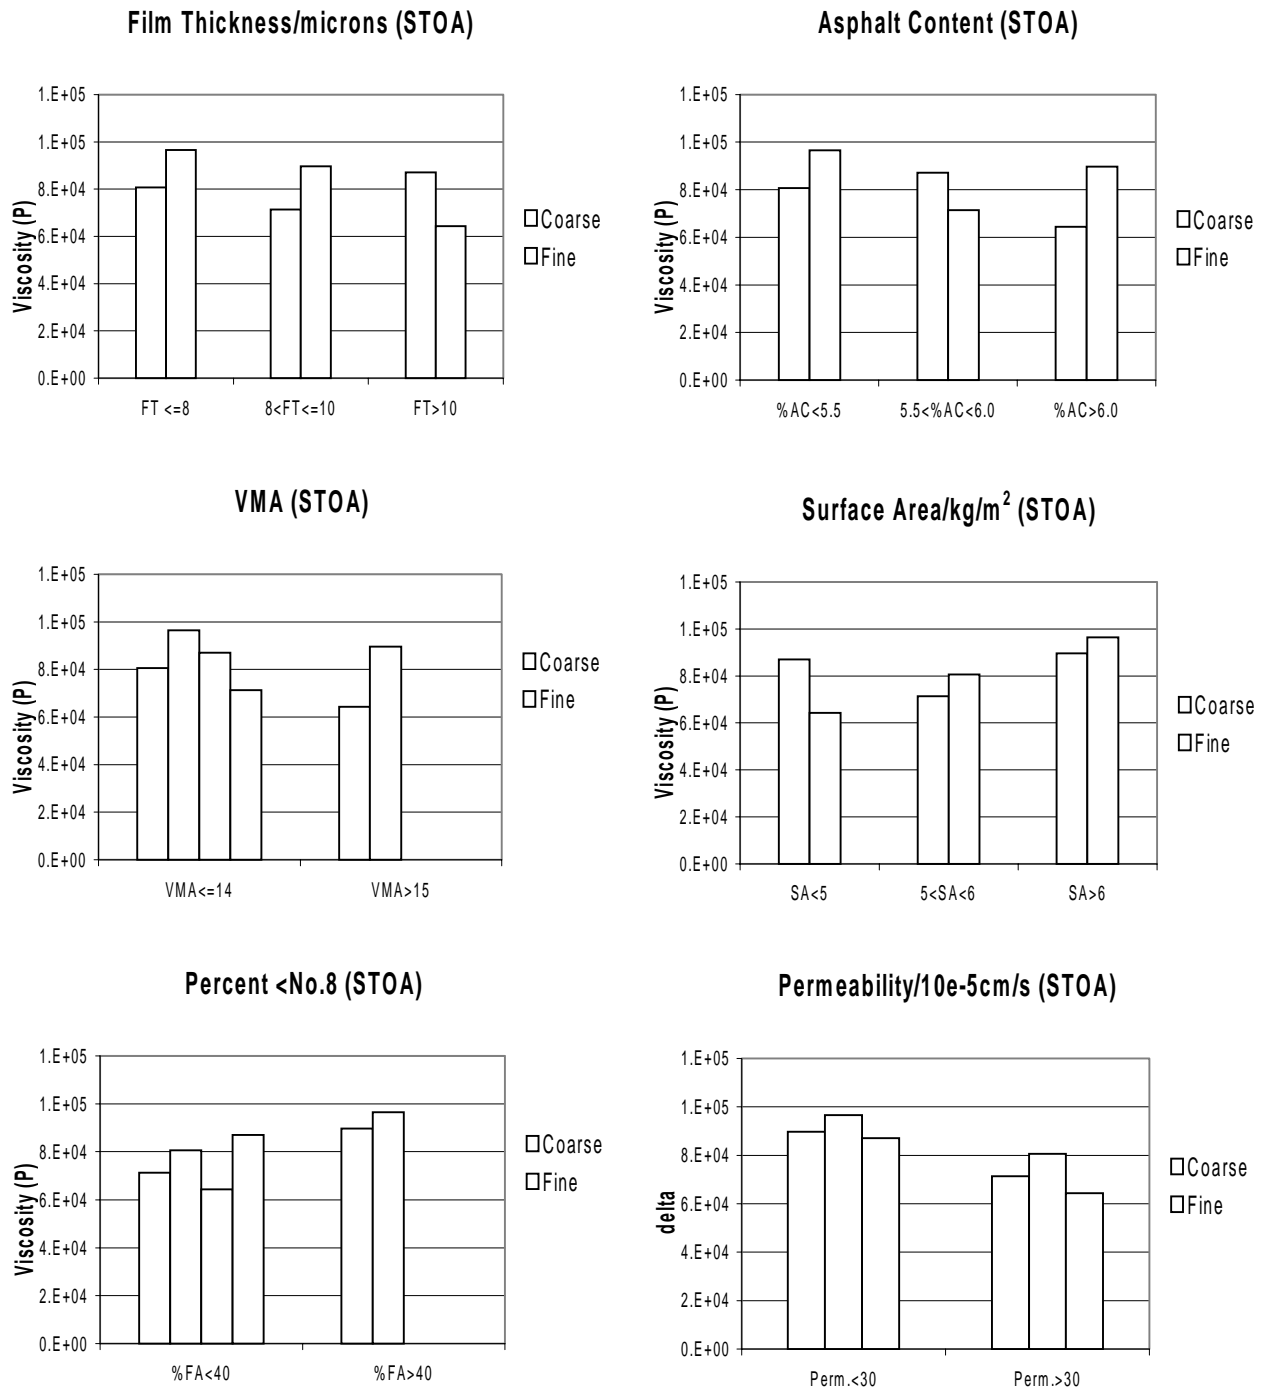 Film Thickness/microns (STOA)
Viscosity (P)
1.E+05
1.E+05
8.E+04
6.E+04
4.E+04
2.E+04
0.E+00
FT <=8
8<FT<=10
FT>10
Coarse
Fine
Asphalt Content (STOA)
Viscosity (P)
1.E+05
1.E+05
8.E+04
6.E+04
4.E+04
2.E+04
0.E+00
%AC<5.5
5.5<%AC<6.0
%AC>6.0
Coarse
Fine
VMA (STOA)
Viscosity (P)
1.E+05
1.E+05
8.E+04
6.E+04
4.E+04
2.E+04
0.E+00
VMA<=14
VMA>15
Coarse
Fine
Surface Area/kg/m² (STOA)
Viscosity (P)
1.E+05
1.E+05
8.E+04
6.E+04
4.E+04
2.E+04
0.E+00
SA<5
5<SA<6
SA>6
Coarse
Fine
Percent <No.8 (STOA)
Viscosity (P)
1.E+05
1.E+05
8.E+04
6.E+04
4.E+04
2.E+04
0.E+00
%FA<40
%FA>40
Coarse
Fine
Permeability/10e-5cm/s (STOA)
delta
1.E+05
1.E+05
8.E+04
6.E+04
4.E+04
2.E+04
0.E+00
Perm.<30
Perm.>30
Coarse
Fine